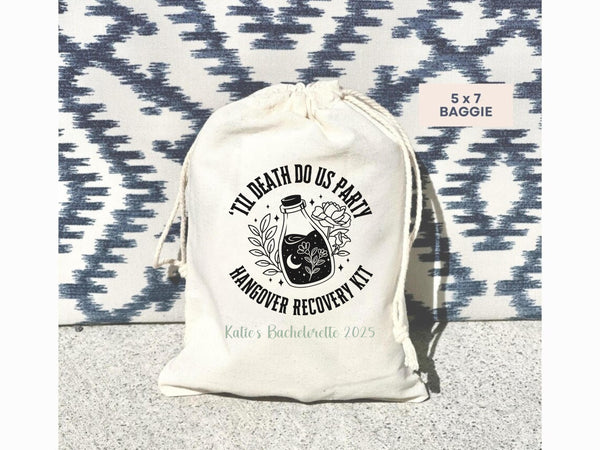 5 x 7
BAGGIE
'TIL DEATH DO US PARTY
HANGOVER RECOVERY KIT
Katie's Bachelorette 2025